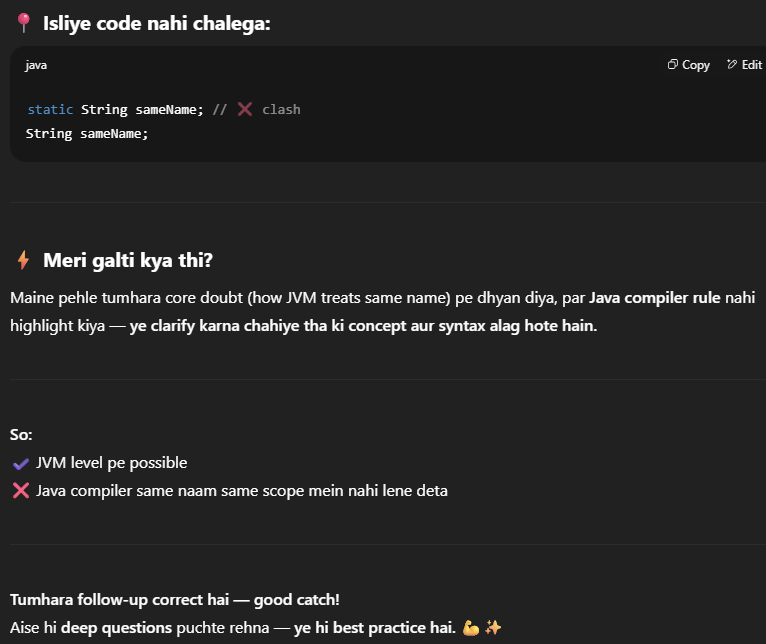 📍 Isliye code nahi chalega:
java
Copy Edit
static String sameName; // ❌ clash
String sameName;
⚡ Meri galti kya thi?
Maine pehle tumhara core doubt (how JVM treats same name) pe dhyan diya, par Java compiler rule nahi
highlight kiya — ye clarify karna chahiye tha ki concept aur syntax alag hote hain.
So:
✔ JVM level pe possible
❌ Java compiler same naam same scope mein nahi lene deta
Tumhara follow-up correct hai — good catch!
Aise hi deep questions puchte rehna — ye hi best practice hai. 💪✨